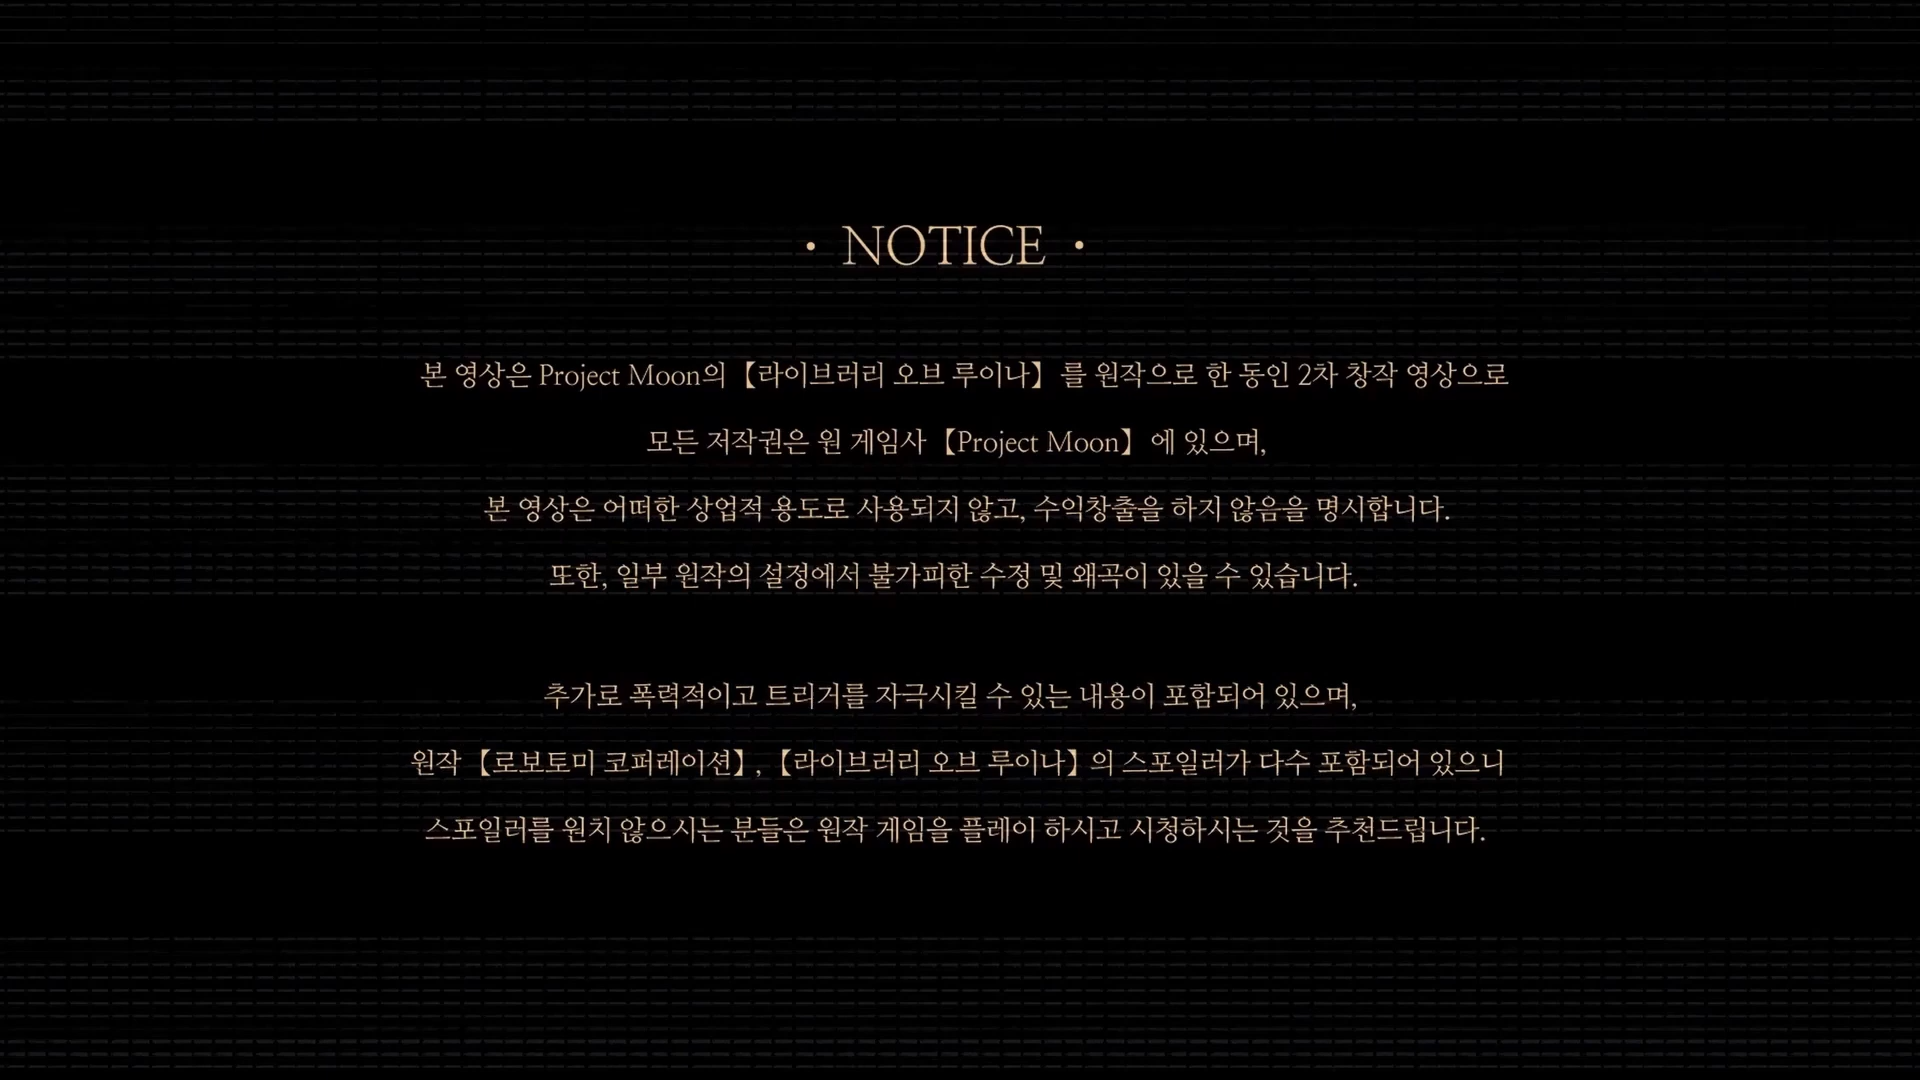 · NOTICE ·
본 영상은 Project Moon의【라이브러리 오브 루이나】를 원작으로 한 동인 2차 창작 영상으로
모든 저작권은 원 게임사【Project Moon】에 있으며,
본 영상은 어떠한 상업적 용도로 사용되지 않고, 수익창출을 하지 않음을 명시합니다.
또한, 일부 원작의 설정에서 불가피한 수정 및 왜곡이 있을 수 있습니다.
추가로 폭력적이고 트리거를 자극시킬 수 있는 내용이 포함되어 있으며,
원작【로보토미 코퍼레이션】,【라이브러리 오브 루이나】의 스포일러가 다수 포함되어 있으니
스포일러를 원치 않으시는 분들은 원작 게임을 플레이 하시고 시청하시는 것을 추천드립니다.